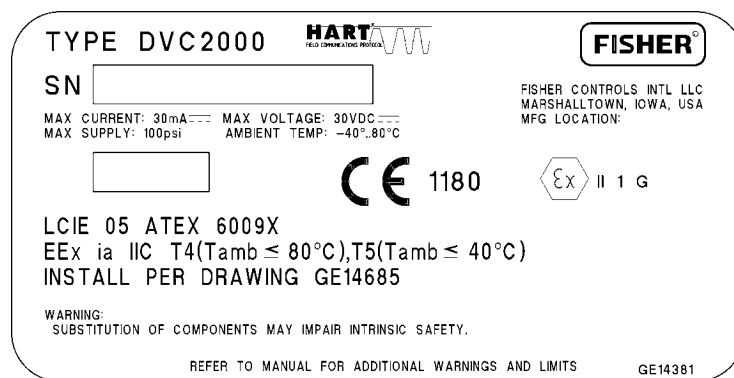 TYPE DVC2000
HART
FIELD COMMUNICATIONS PROTOCOL
FISHER®
SN
FISHER CONTROLS INTL LLC
MARSHALLTOWN, IOWA, USA
MFG LOCATION:
MAX CURRENT: 30mA⎓ MAX VOLTAGE: 30VDC⎓
MAX SUPPLY: 100psi AMBIENT TEMP: -40°..80°C
CE 1180
Ex II 1 G
LCIE 05 ATEX 6009X
EEx ia IIC T4(Tamb ≤ 80°C),T5(Tamb ≤ 40°C)
INSTALL PER DRAWING GE14685
WARNING:
SUBSTITUTION OF COMPONENTS MAY IMPAIR INTRINSIC SAFETY.
REFER TO MANUAL FOR ADDITIONAL WARNINGS AND LIMITS
GE14381